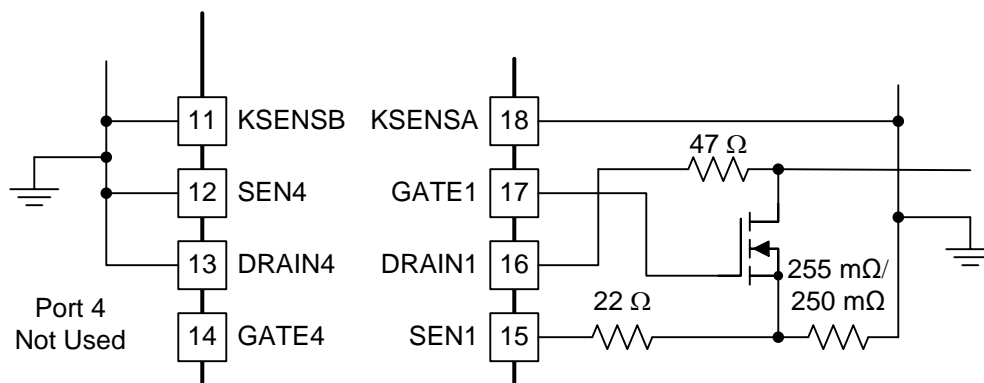 11 KSENSB
KSENSA 18
47 Ω
12 SEN4
GATE1 17
13 DRAIN4
DRAIN1 16
255 mΩ/
250 mΩ
Port 4
Not Used
14 GATE4
SEN1 15
22 Ω